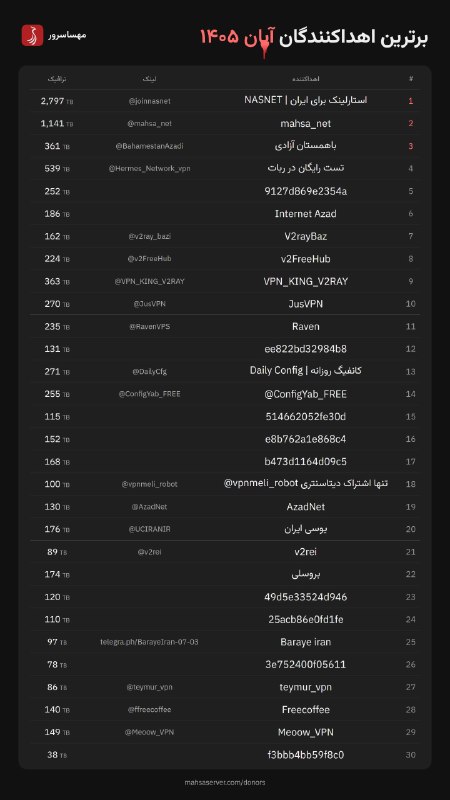 برترین اهداکنندگان آبان ۱۴۰۵
مهساسرور
# اهداکننده لینک ترافیک
1 استارلینک برای ایران | NASNET @joinnasnet 2,797 TB
2 mahsa_net @mahsa_net 1,141 TB
3 باهمستان آزادی @BahamestanAzadi 361 TB
4 تست رایگان در ربات @Hermes_Network_vpn 539 TB
5 9127d869e2354a 252 TB
6 Internet Azad 186 TB
7 V2rayBaz @v2ray_bazi 162 TB
8 v2FreeHub @v2FreeHub 224 TB
9 VPN_KING_V2RAY @VPN_KING_V2RAY 363 TB
10 JusVPN @JusVPN 270 TB
11 Raven @RavenVPS 235 TB
12 ee822bd32984b8 131 TB
13 کانفیگ روزانه | Daily Config @DailyCfg 271 TB
14 @ConfigYab_FREE @ConfigYab_FREE 255 TB
15 514662052fe30d 115 TB
16 e8b762a1e868c4 152 TB
17 b473d1164d09c5 168 TB
18 تنها اشتراک دیتاسنتری @vpnmeli_robot @vpnmeli_robot 100 TB
19 AzadNet @AzadNet 130 TB
20 یوسی ایران @UCIRANIR 176 TB
21 v2rei @v2rei 89 TB
22 پروسلی 174 TB
23 49d5e33524d946 120 TB
24 25acb86e0fd1fe 110 TB
25 Baraye iran telegra.ph/BarayeIran-07-08 97 TB
26 3e752400f05611 78 TB
27 teymur_vpn @teymur_vpn 86 TB
28 Freecoffee @ffreecoffee 140 TB
29 Meoow_VPN @Meoow_VPN 149 TB
30 f3bbb4bb59f8c0 38 TB
mahsaserver.com/donors